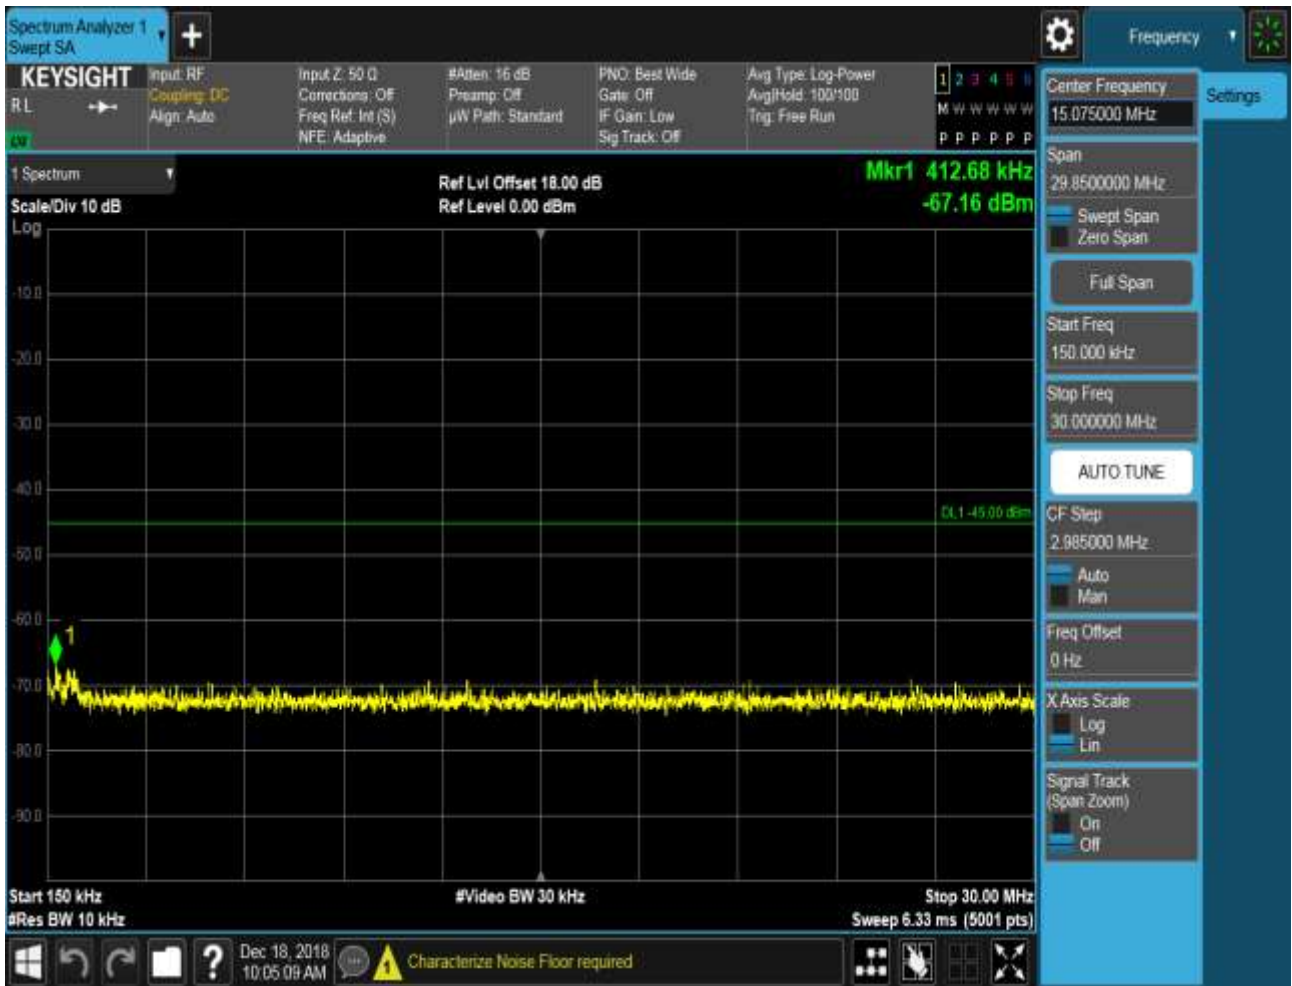 Spectrum Analyzer 1
Swept SA
+
Frequency
KEYSIGHT
RL
Input: RF
Coupling: DC
Align: Auto
Input Z: 50 Ω
Corrections: Off
Freq Ref: Int (S)
NFE: Adaptive
#Atten: 16 dB
Preamp: Off
µW Path: Standard
PNO: Best Wide
Gate: Off
IF Gain: Low
Sig Track: Off
Avg Type: Log-Power
Avg|Hold: 100/100
Trig: Free Run
1 2 3 4 5 6
M W W W W W
P P P P P P
1 Spectrum
Scale/Div 10 dB
Log
Ref Lvl Offset 18.00 dB
Ref Level 0.00 dBm
Mkr1 412.68 kHz
-67.16 dBm
-10.0
-20.0
-30.0
-40.0
DL1 -45.00 dBm
-50.0
-60.0
1
-70.0
-80.0
-90.0
Start 150 kHz
#Res BW 10 kHz
#Video BW 30 kHz
Stop 30.00 MHz
Sweep 6.33 ms (5001 pts)
Center Frequency
15.075000 MHz
Settings
Span
29.8500000 MHz
Swept Span
Zero Span
Full Span
Start Freq
150.000 kHz
Stop Freq
30.000000 MHz
AUTO TUNE
CF Step
2.985000 MHz
Auto
Man
Freq Offset
0 Hz
X Axis Scale
Log
Lin
Signal Track
(Span Zoom)
On
Off
?
Dec 18, 2018
10:05:09 AM
Characterize Noise Floor required